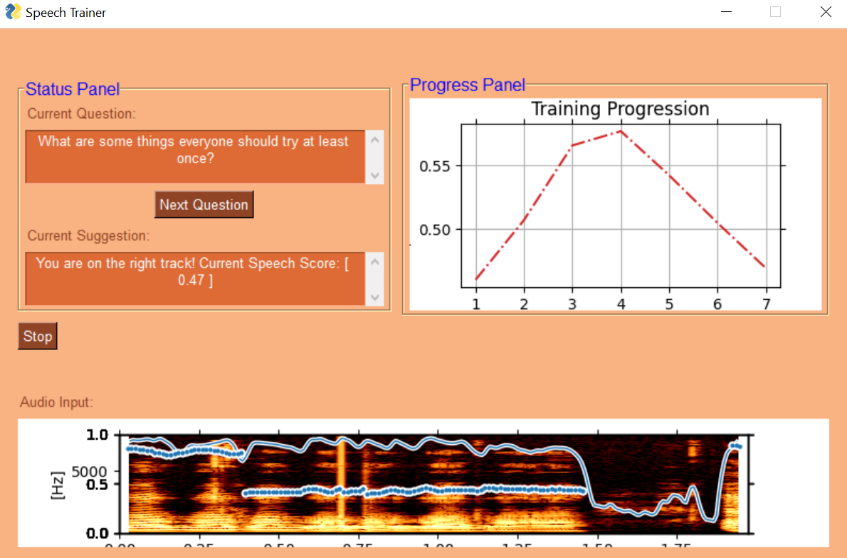 Speech Trainer
Status Panel
Current Question:
What are some things everyone should try at least
once?
Next Question
Current Suggestion:
You are on the right track! Current Speech Score: [
0.47 ]
Stop
Progress Panel
Training Progression
0.55
0.50
1 2 3 4 5 6 7
Audio Input:
1.0
5000
0.5
[Hz]
0.0
0.00 0.25 0.50 0.75 1.00 1.25 1.50 1.75